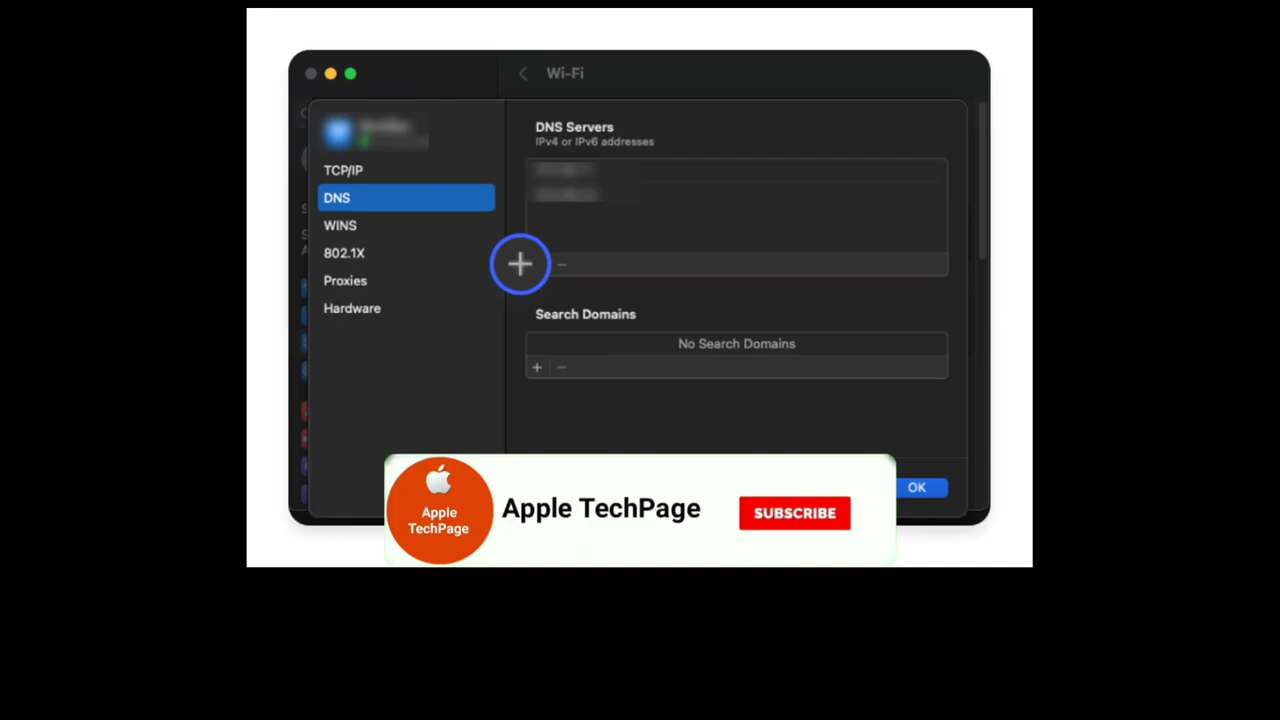 Wi-Fi
TCP/IP
DNS
WINS
802.1X
Proxies
Hardware
DNS Servers
IPv4 or IPv6 addresses
+ −
Search Domains
No Search Domains
+ −
OK
Apple
TechPage
Apple TechPage
SUBSCRIBE